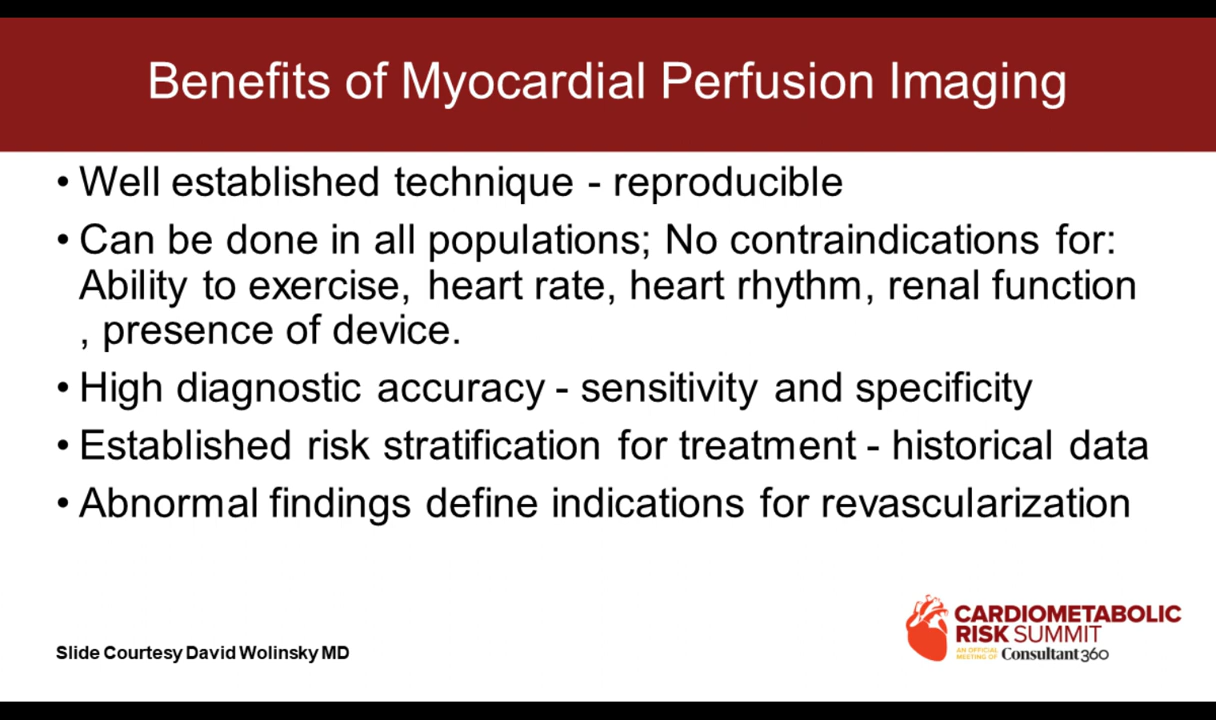 Benefits of Myocardial Perfusion Imaging
• Well established technique - reproducible
• Can be done in all populations; No contraindications for:
Ability to exercise, heart rate, heart rhythm, renal function
, presence of device.
• High diagnostic accuracy - sensitivity and specificity
• Established risk stratification for treatment - historical data
• Abnormal findings define indications for revascularization
Slide Courtesy David Wolinsky MD
CARDIOMETABOLIC
RISK SUMMIT
AN OFFICIAL
MEETING OF Consultant360